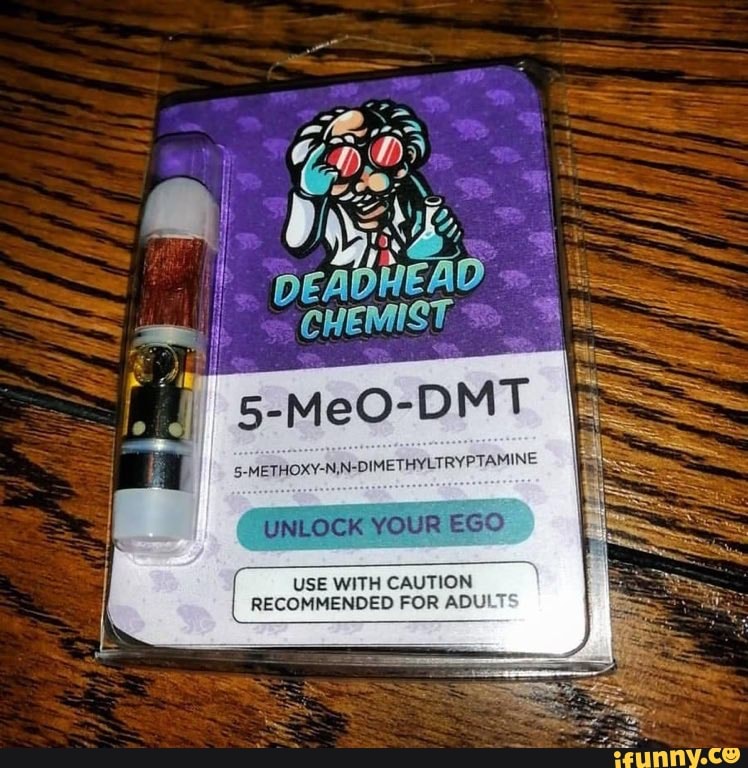 DEADHEAD
CHEMIST
5-MeO-DMT
5-METHOXY-N,N-DIMETHYLTRYPTAMINE
UNLOCK YOUR EGO
USE WITH CAUTION
RECOMMENDED FOR ADULTS
ifunny.co